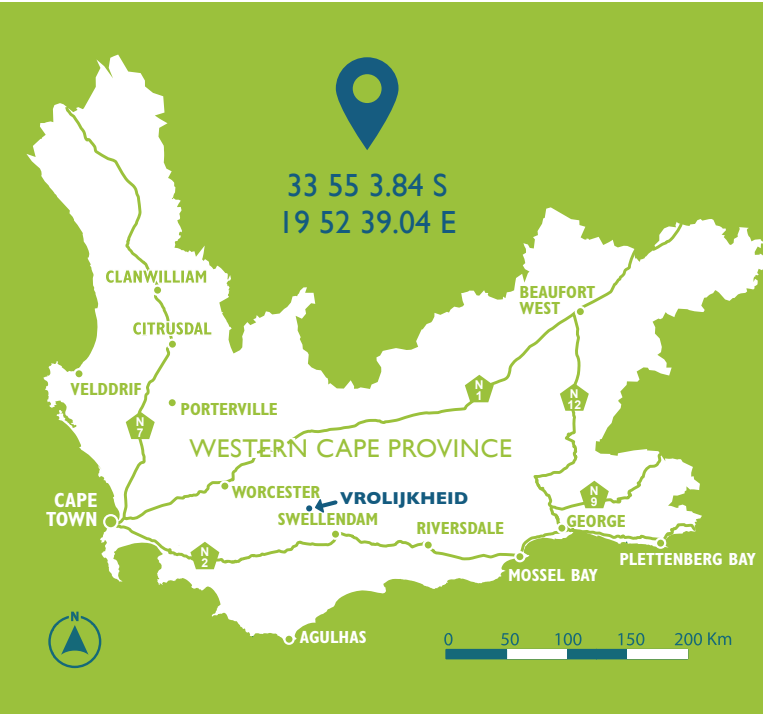 33 55 3.84 S
19 52 39.04 E
CLANWILLIAM
BEAUFORT
WEST
CITRUSDAL
VELDDRIF
PORTERVILLE
N
1
N
12
N
7
WESTERN CAPE PROVINCE
WORCESTER
VROLIJKHEID
N
9
CAPE
TOWN
SWELLENDAM
RIVERSDALE
GEORGE
N
2
PLETTENBERG BAY
MOSSEL BAY
N
AGULHAS
0 50 100 150 200 Km